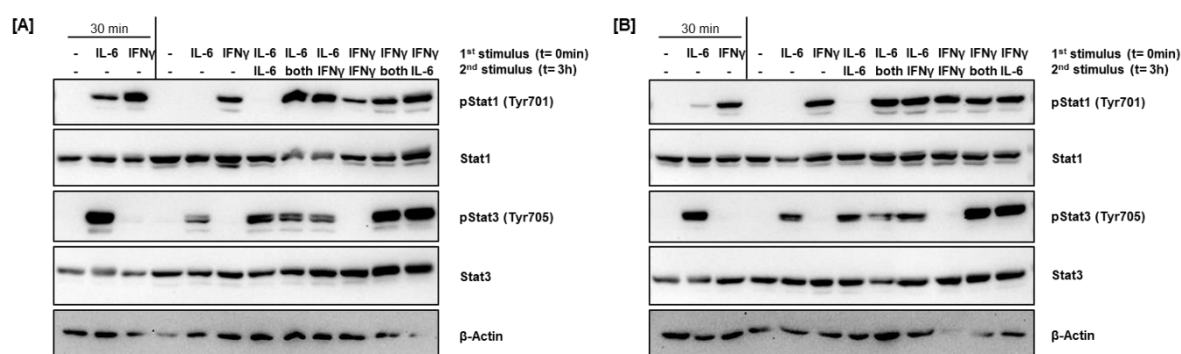 [A]
30 min
- IL-6 IFNγ - IL-6 IFNγ IL-6 IL-6 IL-6 IFNγ IFNγ IFNγ 1st stimulus (t= 0min)
- - - - - - IL-6 both IFNγ IFNγ both IL-6 2nd stimulus (t= 3h)
pStat1 (Tyr701)
Stat1
pStat3 (Tyr705)
Stat3
β-Actin
[B]
30 min
- IL-6 IFNγ - IL-6 IFNγ IL-6 IL-6 IL-6 IFNγ IFNγ IFNγ 1st stimulus (t= 0min)
- - - - - - IL-6 both IFNγ IFNγ both IL-6 2nd stimulus (t= 3h)
pStat1 (Tyr701)
Stat1
pStat3 (Tyr705)
Stat3
β-Actin